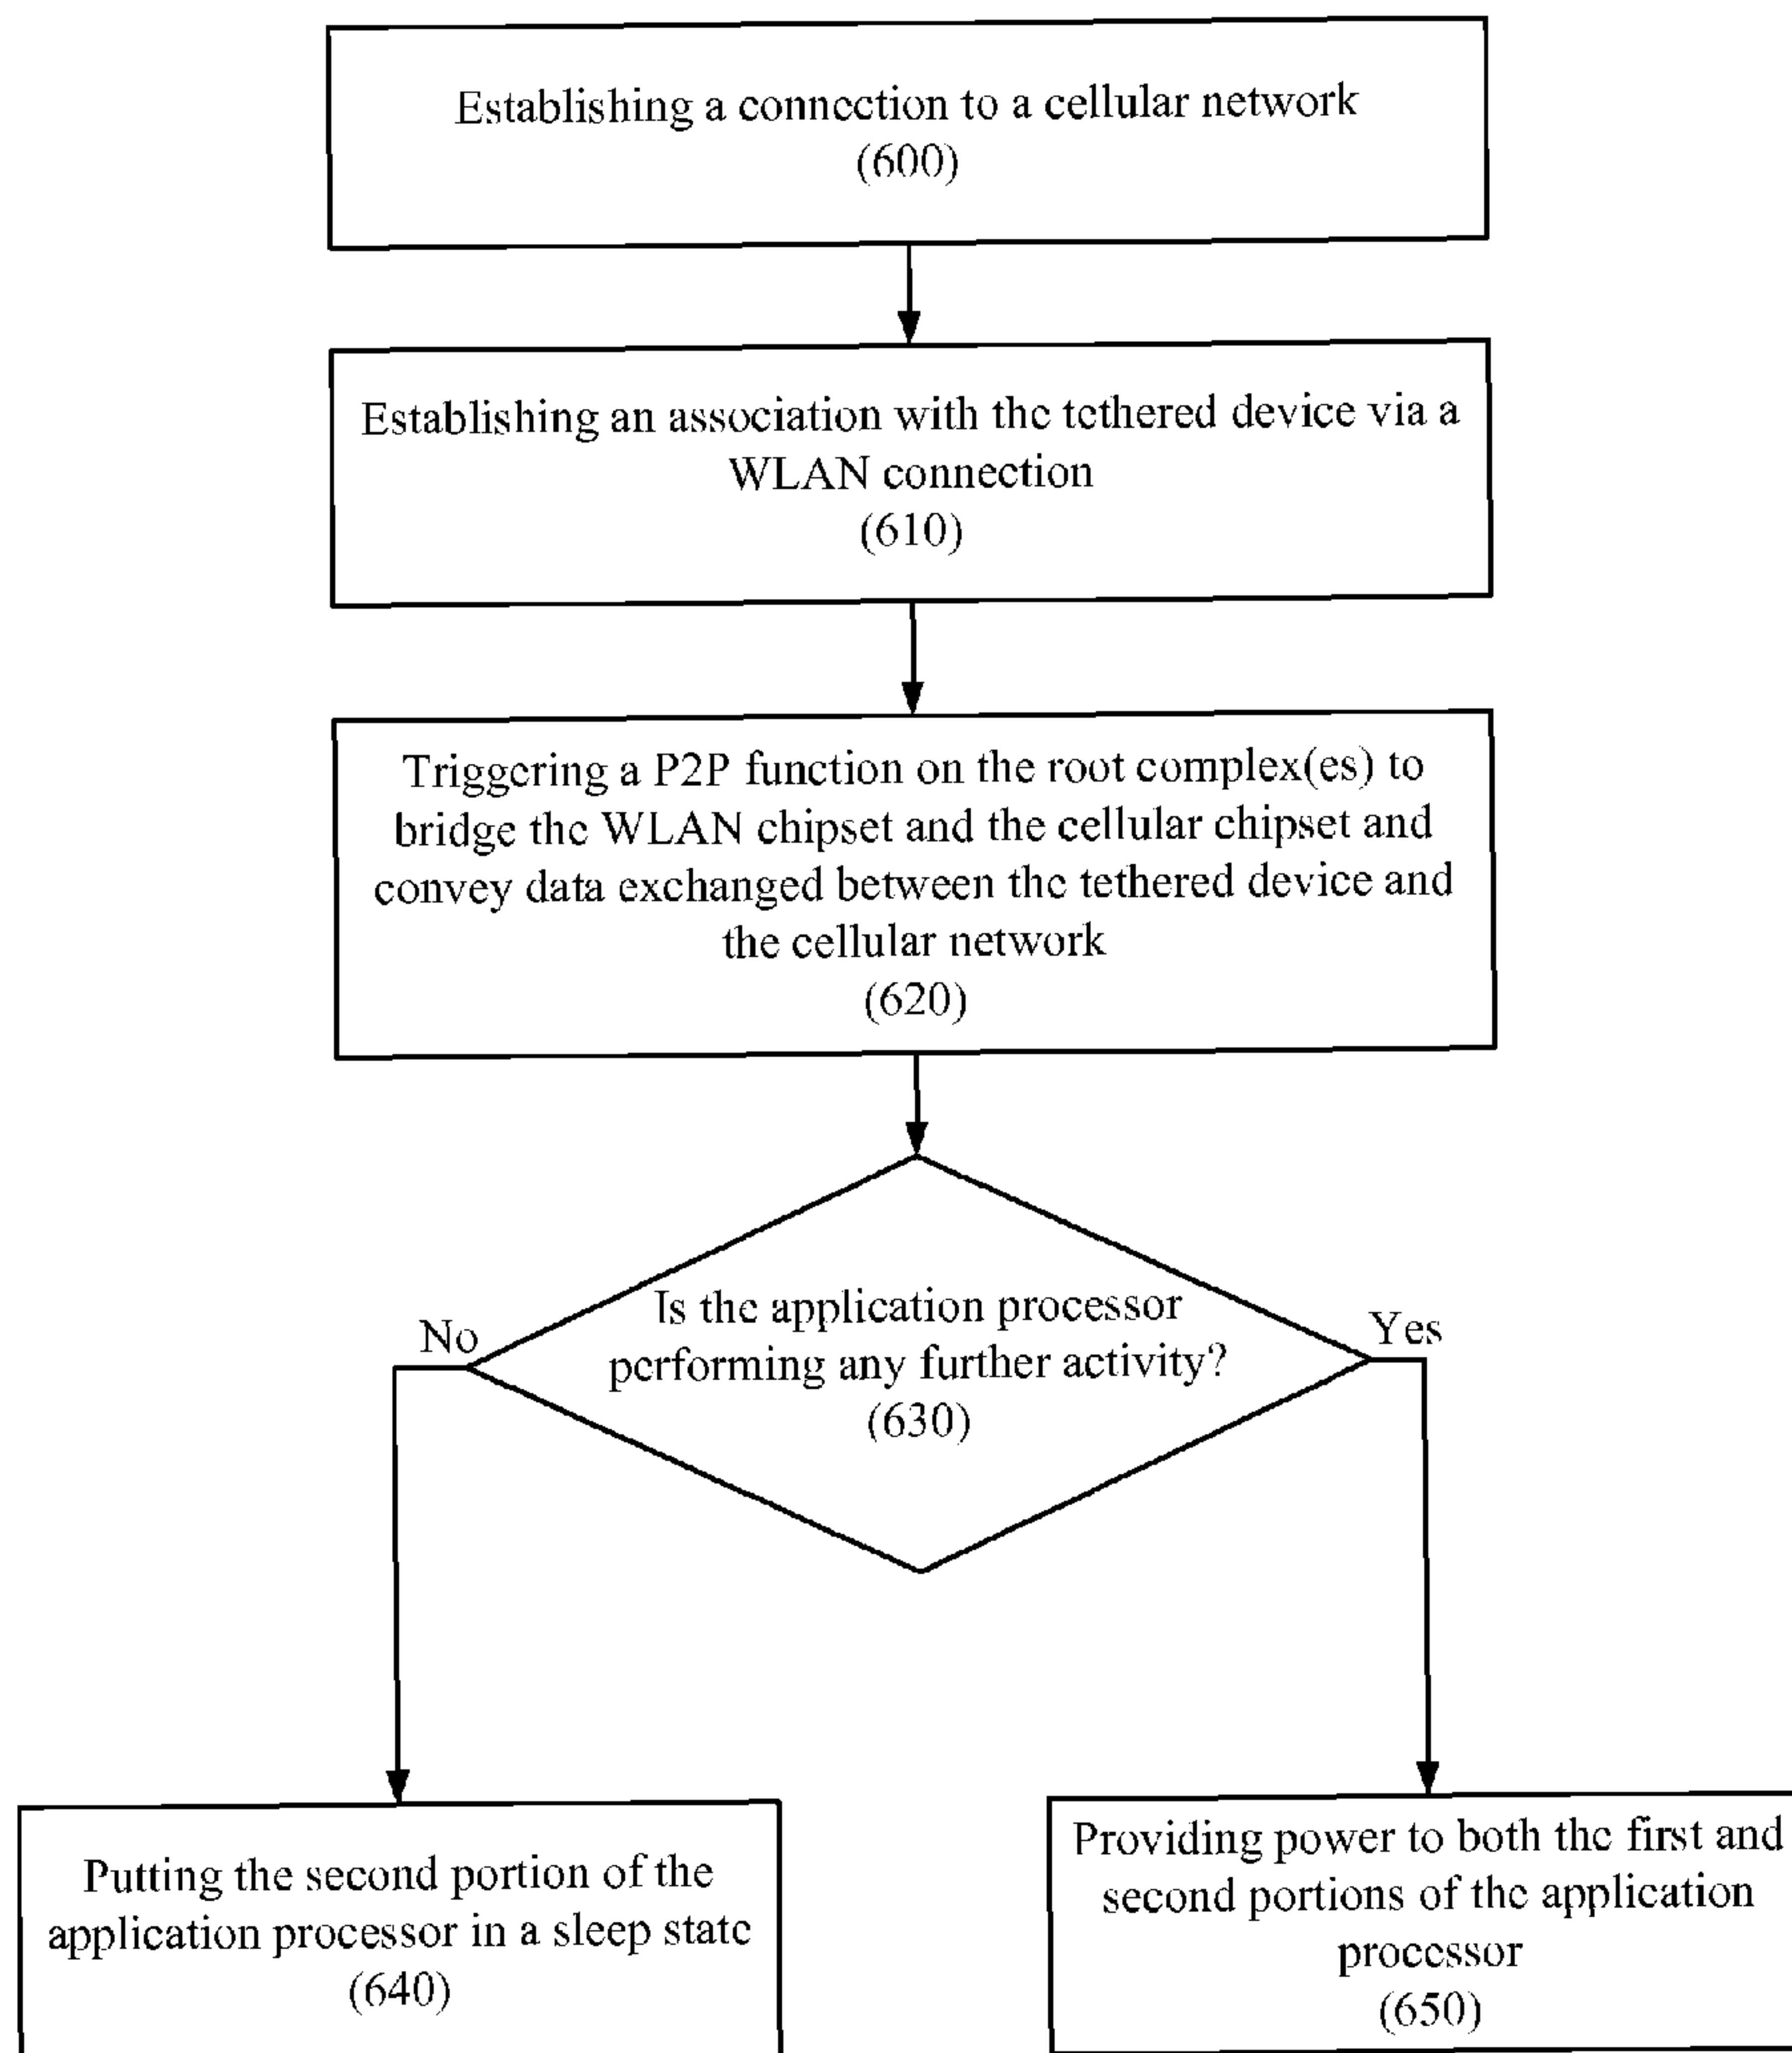 Establishing a connection to a cellular network
(600)
Establishing an association with the tethered device via a
WLAN connection
(610)
Triggering a P2P function on the root complex(es) to
bridge the WLAN chipset and the cellular chipset and
convey data exchanged between the tethered device and
the cellular network
(620)
Is the application processor
performing any further activity?
(630)
No
Yes
Putting the second portion of the
application processor in a sleep state
(640)
Providing power to both the first and
second portions of the application
processor
(650)